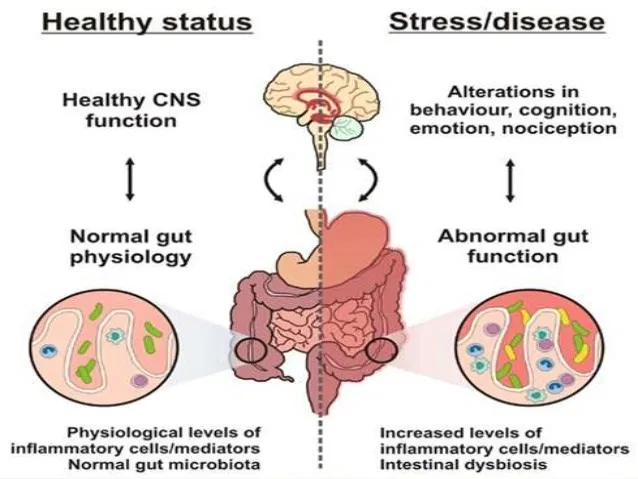 Healthy status
Stress/disease
Healthy CNS
function
Alterations in
behaviour, cognition,
emotion, nociception
Normal gut
physiology
Abnormal gut
function
Physiological levels of
inflammatory cells/mediators
Normal gut microbiota
Increased levels of
inflammatory cells/mediators
Intestinal dysbiosis